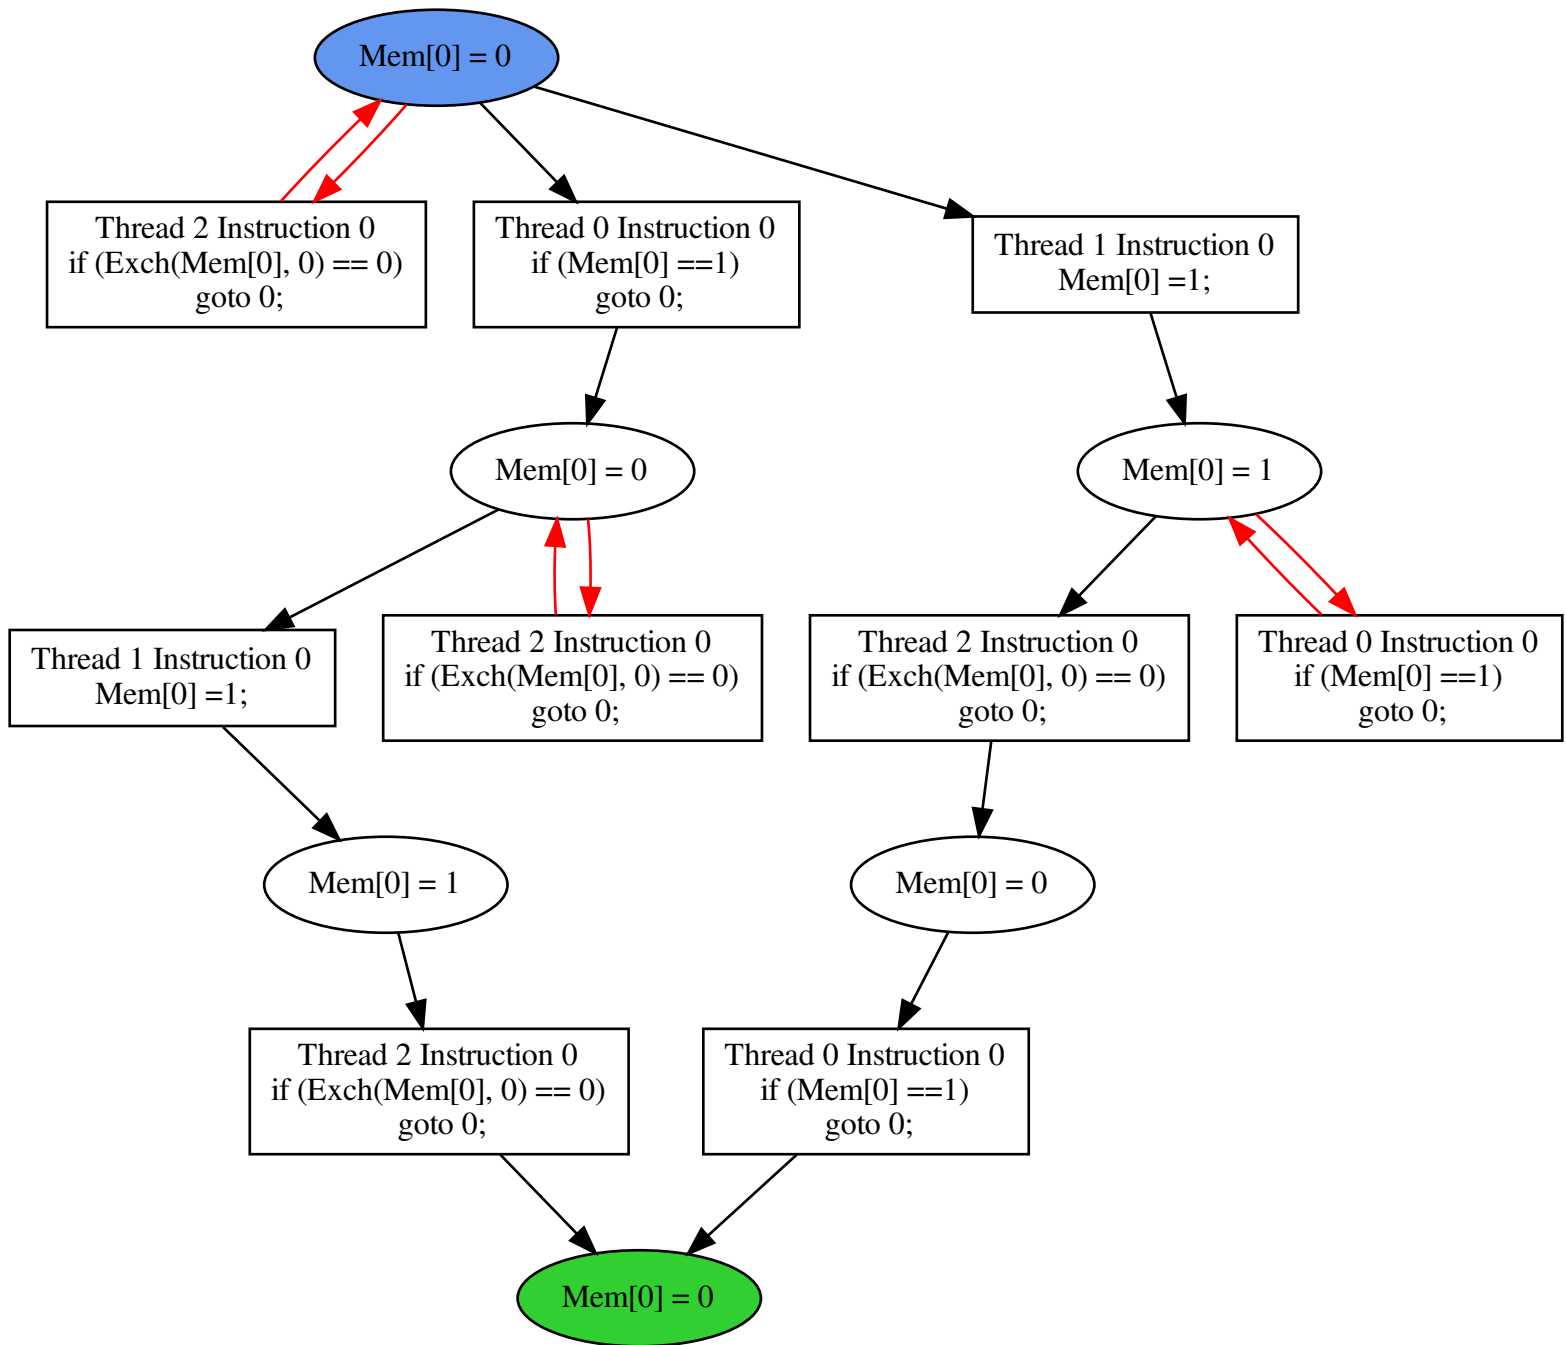 Mem[0] = 0
Thread 2 Instruction 0
if (Exch(Mem[0], 0) == 0)
goto 0;
Thread 0 Instruction 0
if (Mem[0] ==1)
goto 0;
Thread 1 Instruction 0
Mem[0] =1;
Mem[0] = 0
Mem[0] = 1
Thread 1 Instruction 0
Mem[0] =1;
Thread 2 Instruction 0
if (Exch(Mem[0], 0) == 0)
goto 0;
Thread 2 Instruction 0
if (Exch(Mem[0], 0) == 0)
goto 0;
Thread 0 Instruction 0
if (Mem[0] ==1)
goto 0;
Mem[0] = 1
Mem[0] = 0
Thread 2 Instruction 0
if (Exch(Mem[0], 0) == 0)
goto 0;
Thread 0 Instruction 0
if (Mem[0] ==1)
goto 0;
Mem[0] = 0